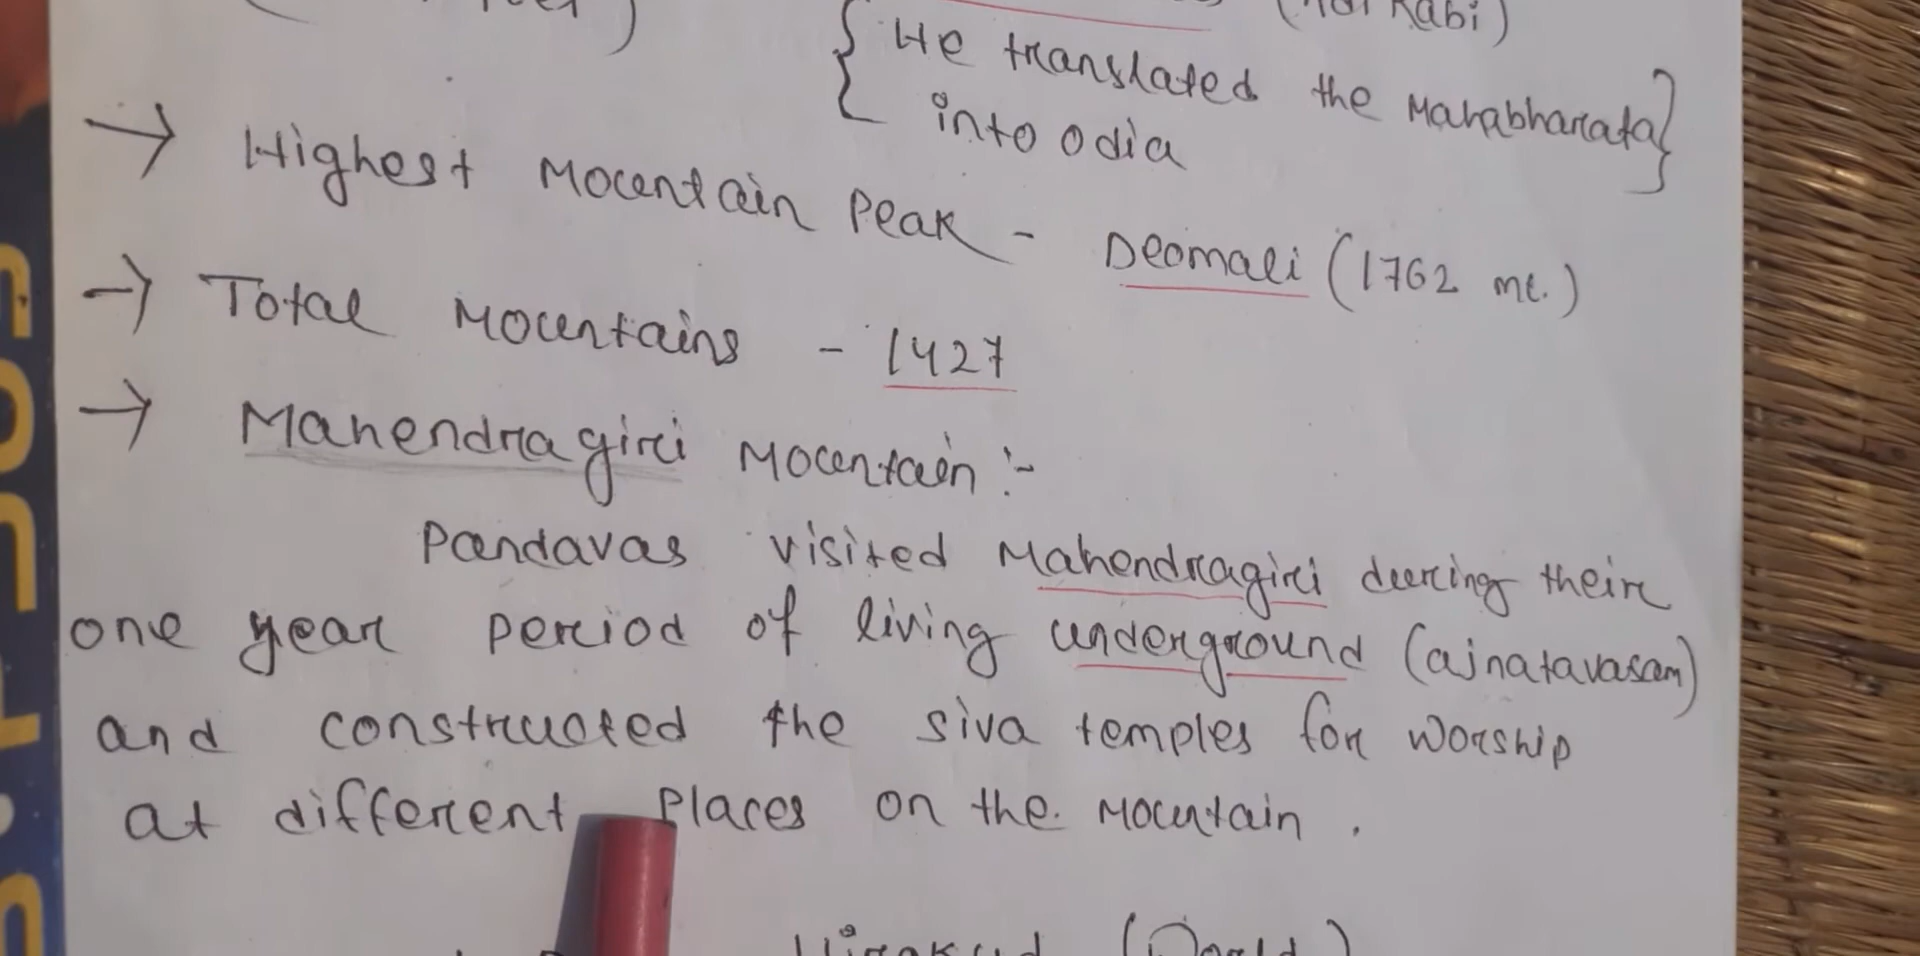 { He translated the Mahabharata}
into odia
→ Highest Mountain Peak - Deomali (1762 mt.)
→ Total Mountains - 1427
→ Mahendragiri Mountain :-
Pandavas visited Mahendragiri during their
one year period of living underground (ajnatavasam)
and constructed the siva temples for worship
at different places on the mountain.